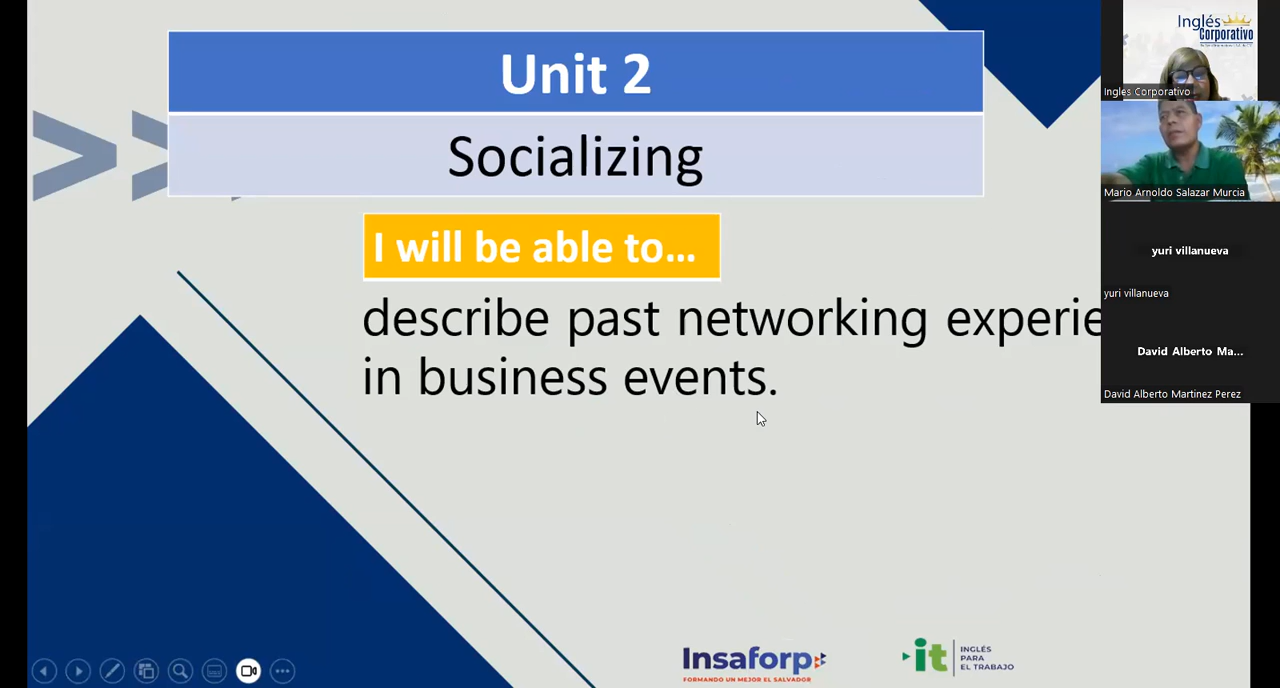 Unit 2
Socializing
I will be able to...
describe past networking experie
in business events.
Inglés
Corporativo
Ingles Corporativo
Mario Arnoldo Salazar Murcia
yuri villanueva
yuri villanueva
David Alberto Ma...
David Alberto Martinez Perez
Insaforp
FORMANDO UN MEJOR EL SALVADOR
it
INGLÉS
PARA
EL TRABAJO